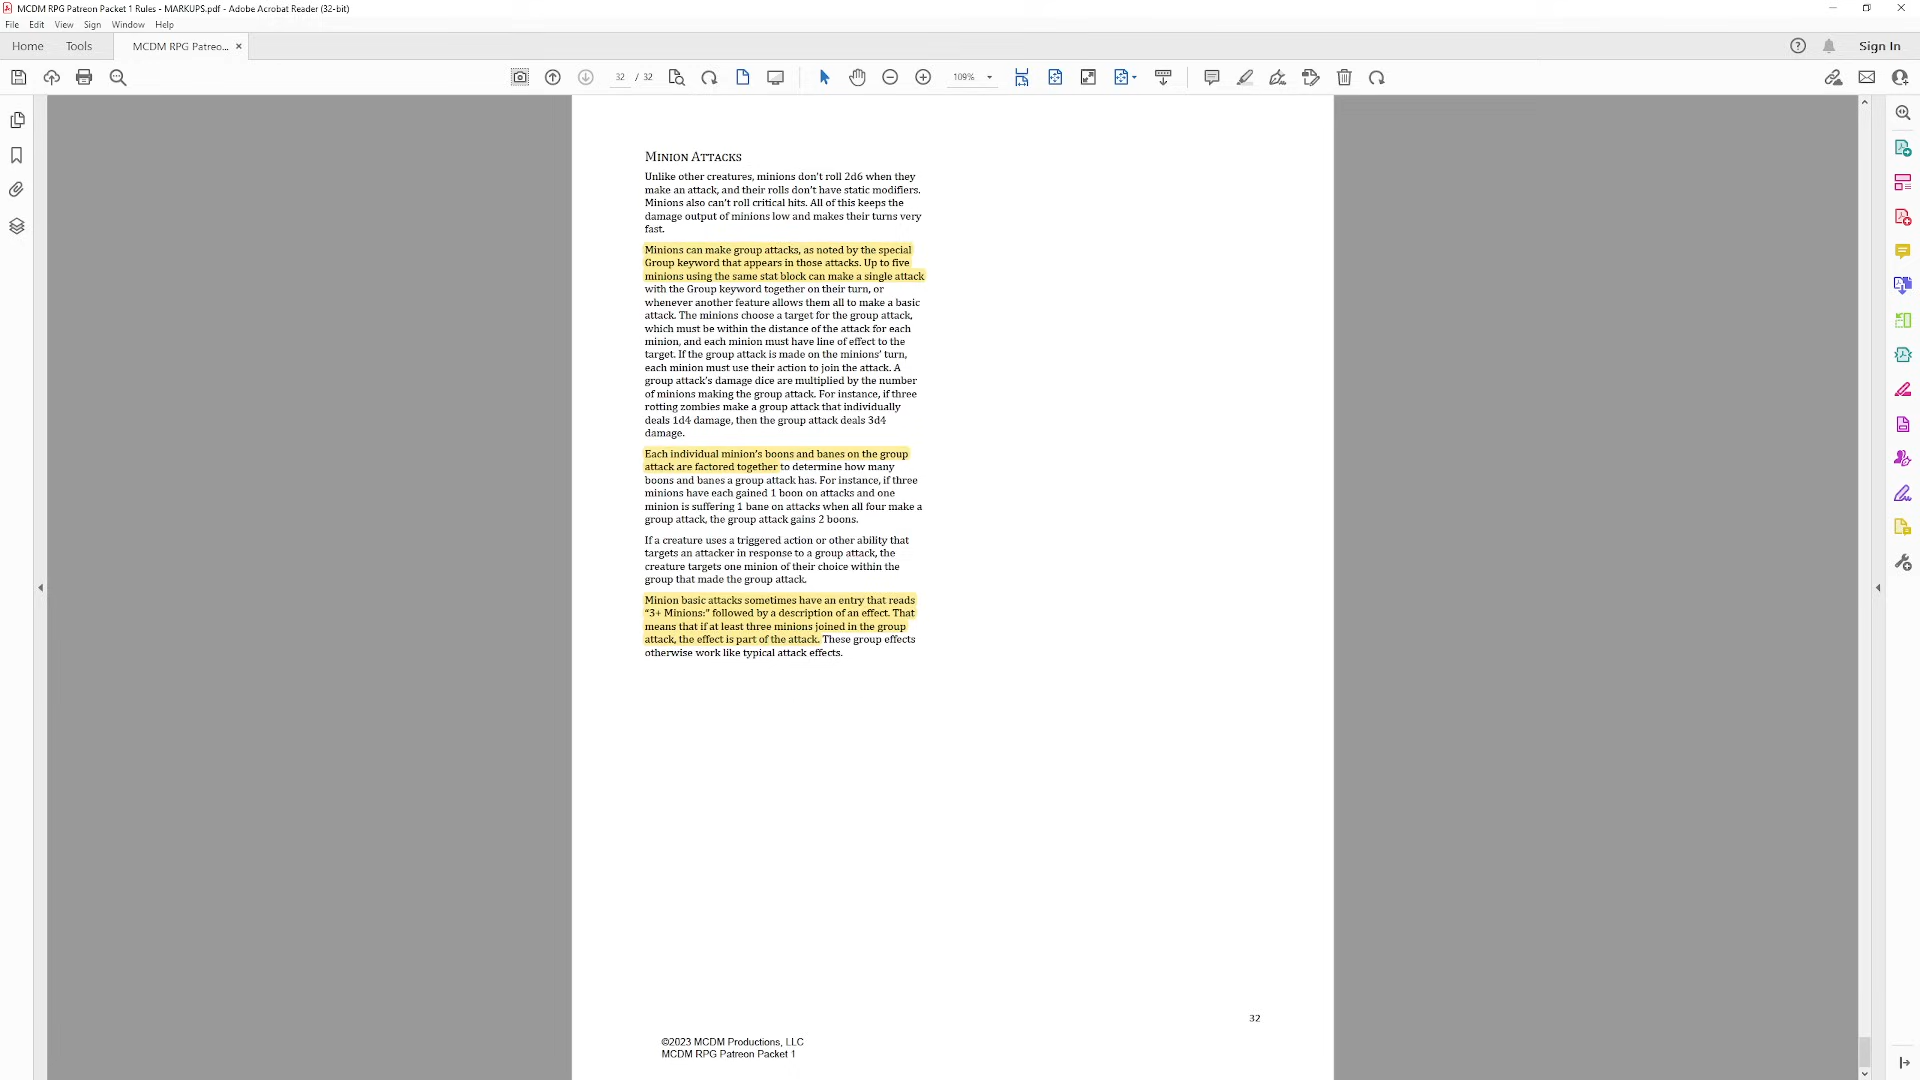 MCDM RPG Patreon Packet 1 Rules - MARKUPS.pdf - Adobe Acrobat Reader (32-bit)
File Edit View Sign Window Help
Home Tools MCDM RPG Patreo... × Sign In
32 / 32 109%
Minion Attacks
Unlike other creatures, minions don't roll 2d6 when they
make an attack, and their rolls don't have static modifiers.
Minions also can't roll critical hits. All of this keeps the
damage output of minions low and makes their turns very
fast.
Minions can make group attacks, as noted by the special
Group keyword that appears in those attacks. Up to five
minions using the same stat block can make a single attack
with the Group keyword together on their turn, or
whenever another feature allows them all to make a basic
attack. The minions choose a target for the group attack,
which must be within the distance of the attack for each
minion, and each minion must have line of effect to the
target. If the group attack is made on the minions' turn,
each minion must use their action to join the attack. A
group attack's damage dice are multiplied by the number
of minions making the group attack. For instance, if three
rotting zombies make a group attack that individually
deals 1d4 damage, then the group attack deals 3d4
damage.
Each individual minion's boons and banes on the group
attack are factored together to determine how many
boons and banes a group attack has. For instance, if three
minions have each gained 1 boon on attacks and one
minion is suffering 1 bane on attacks when all four make a
group attack, the group attack gains 2 boons.
If a creature uses a triggered action or other ability that
targets an attacker in response to a group attack, the
creature targets one minion of their choice within the
group that made the group attack.
Minion basic attacks sometimes have an entry that reads
“3+ Minions:” followed by a description of an effect. That
means that if at least three minions joined in the group
attack, the effect is part of the attack. These group effects
otherwise work like typical attack effects.
32
©2023 MCDM Productions, LLC
MCDM RPG Patreon Packet 1